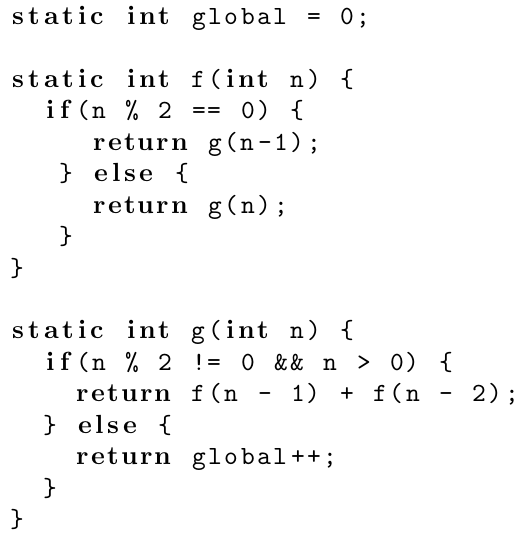 static int global = 0;
static int f(int n) {
if(n % 2 == 0) {
return g(n-1);
} else {
return g(n);
}
}
static int g(int n) {
if(n % 2 != 0 && n > 0) {
return f(n - 1) + f(n - 2);
} else {
return global++;
}
}